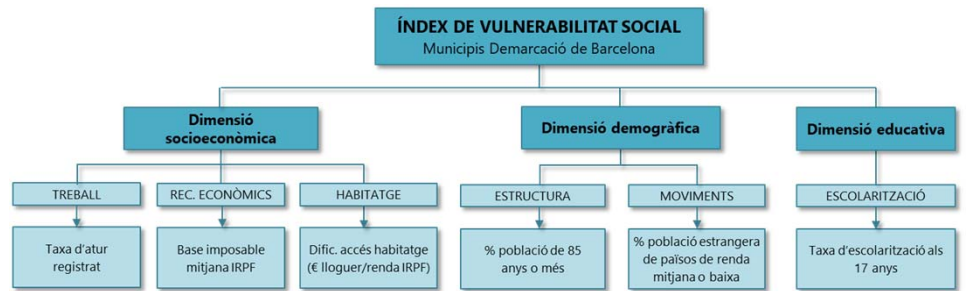 ÍNDEX DE VULNERABILITAT SOCIAL
Municipis Demarcació de Barcelona
Dimensió
socioeconòmica
Dimensió demogràfica
Dimensió educativa
TREBALL
REC. ECONÒMICS
HABITATGE
ESTRUCTURA
MOVIMENTS
ESCOLARITZACIÓ
Taxa d'atur
registrat
Base imposable
mitjana IRPF
Dific. accés habitatge
(€ lloguer/renda IRPF)
% població de 85
anys o més
% població estrangera
de països de renda
mitjana o baixa
Taxa d'escolarització als
17 anys